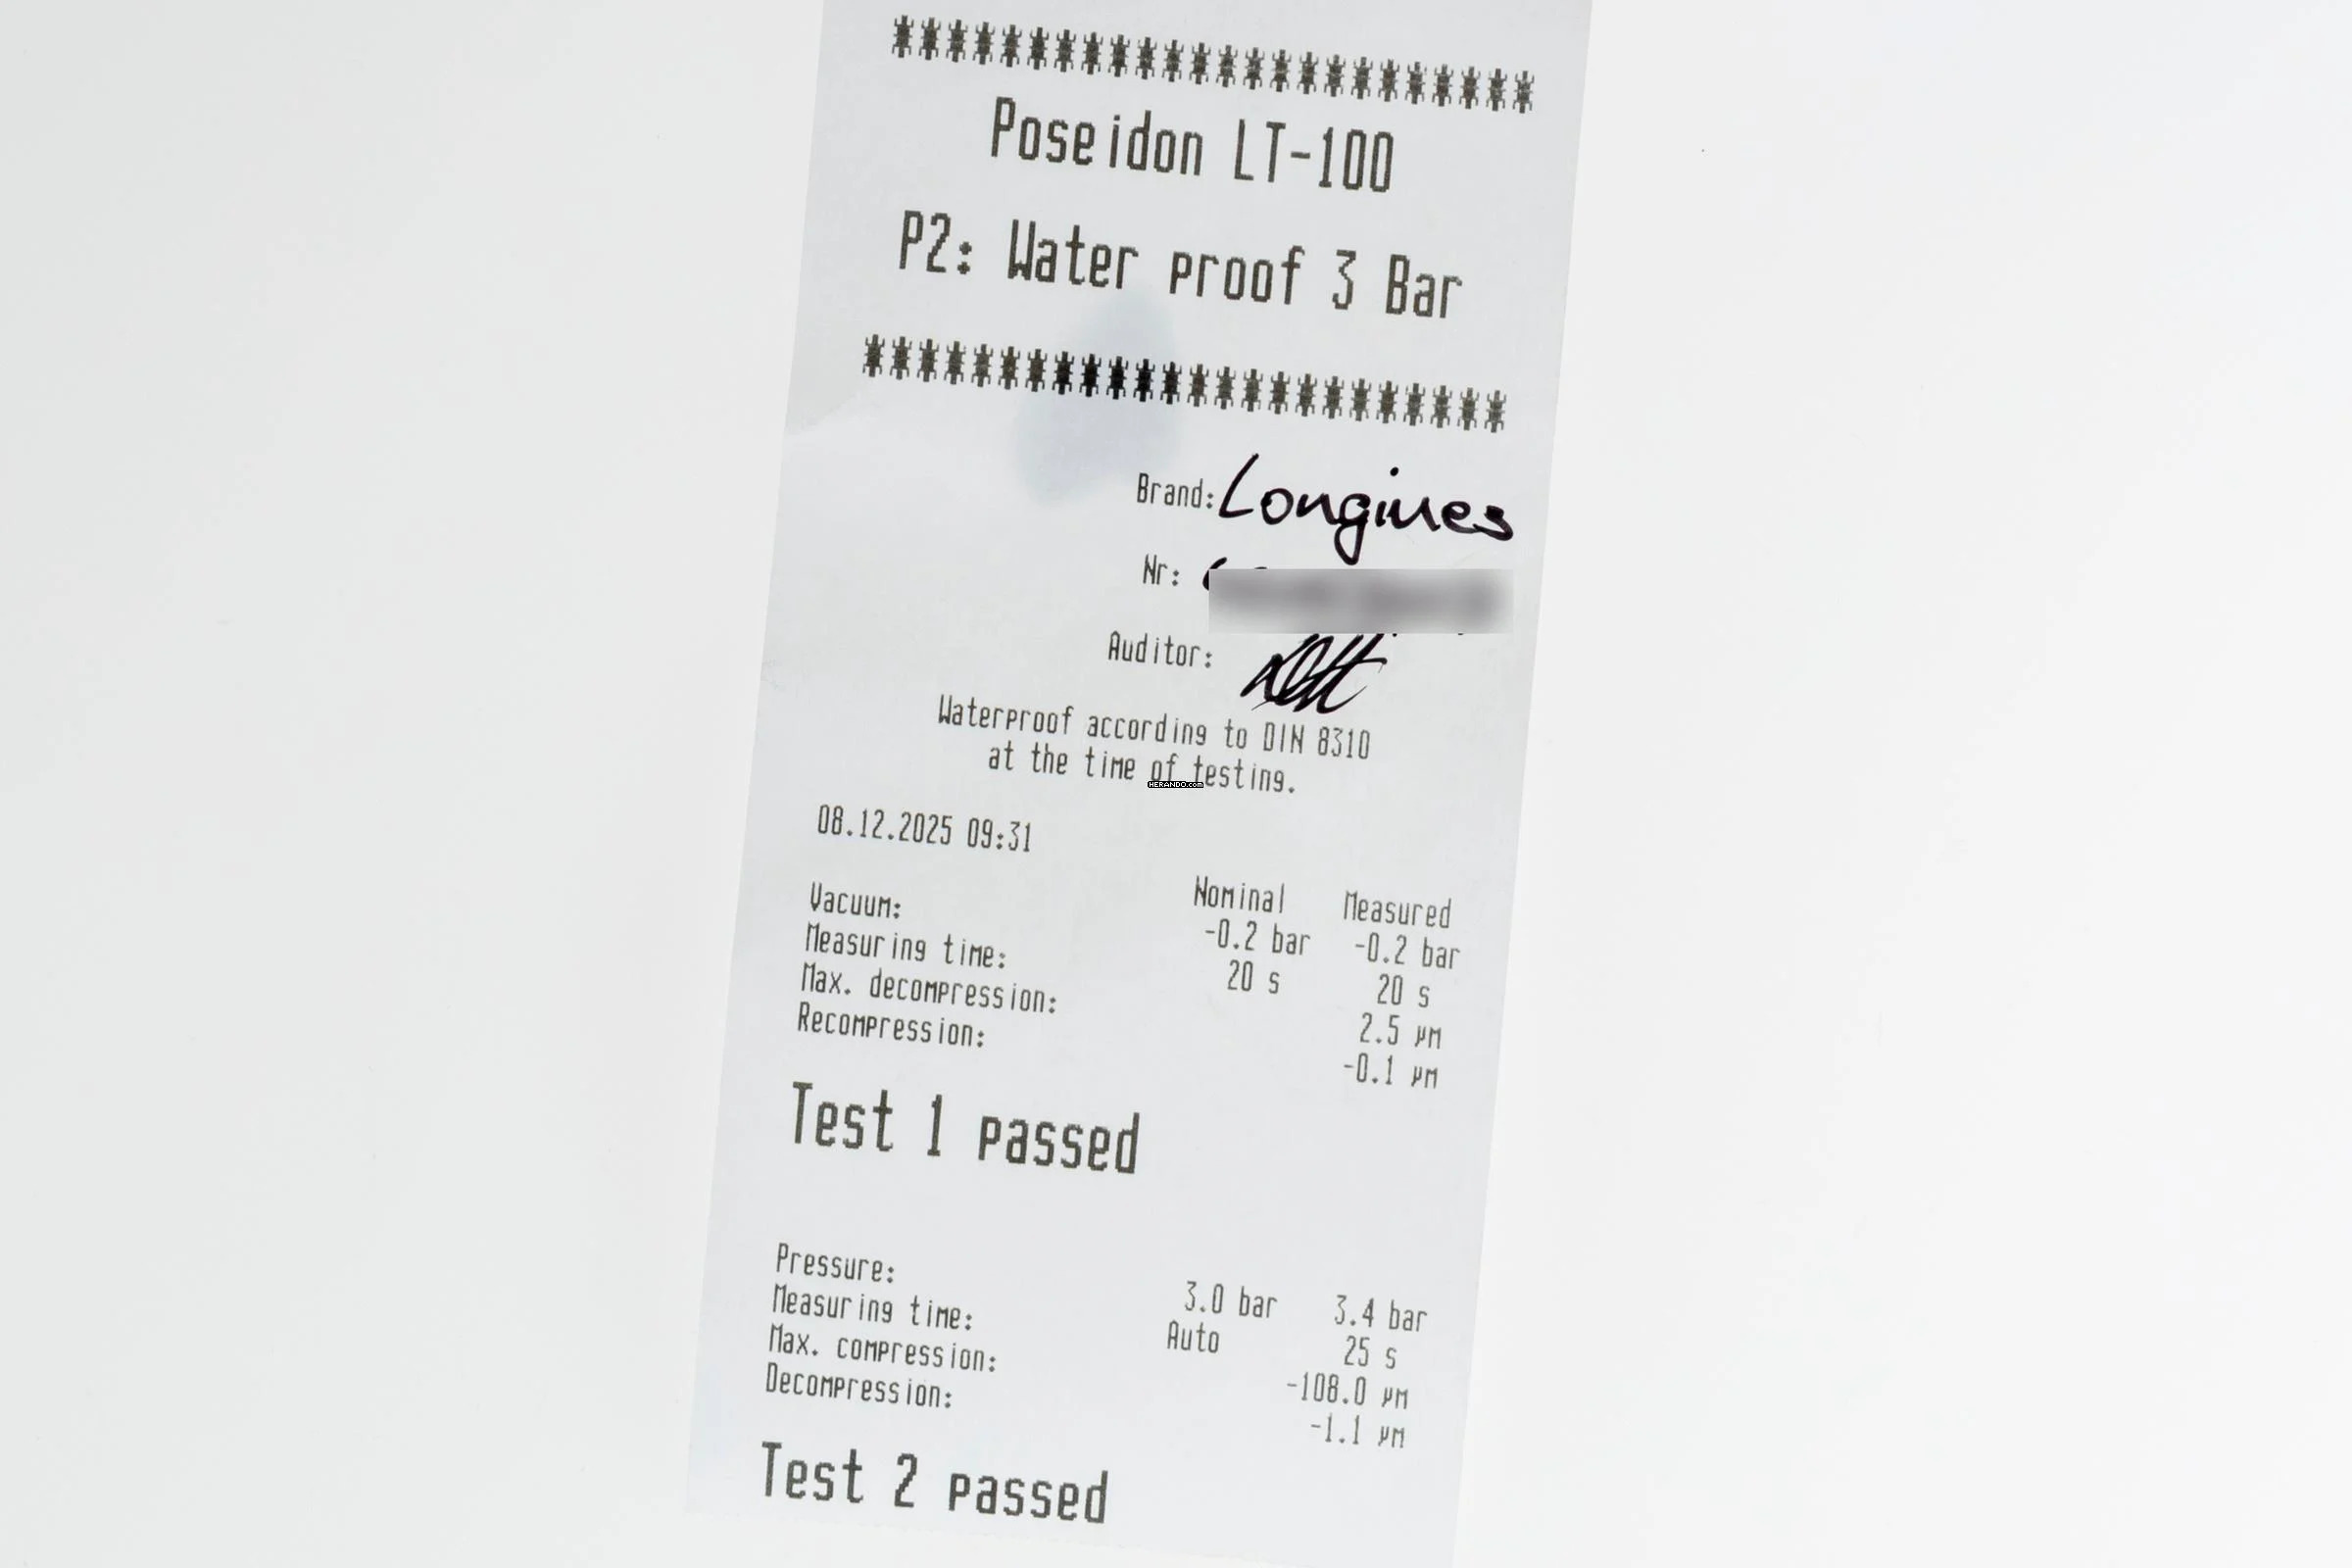 ************************
Poseidon LT-100
P2: Water proof 3 Bar
************************
Brand: Longines
Nr:
Auditor:
Waterproof according to DIN 8310
at the time of testing.
HERANDO.com
08.12.2025 09:31
Nominal Measured
Vacuum: -0.2 bar -0.2 bar
Measuring time: 20 s 20 s
Max. decompression: 2.5 µm
Recompression: -0.1 µm
Test 1 passed
Pressure: 3.0 bar 3.4 bar
Measuring time: Auto 25 s
Max. compression: -108.0 µm
Decompression: -1.1 µm
Test 2 passed